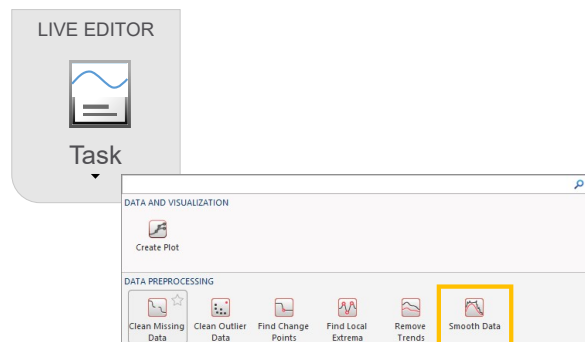 LIVE EDITOR
Task
DATA AND VISUALIZATION
Create Plot
DATA PREPROCESSING
Clean Missing Data
Clean Outlier Data
Find Change Points
Find Local Extrema
Remove Trends
Smooth Data